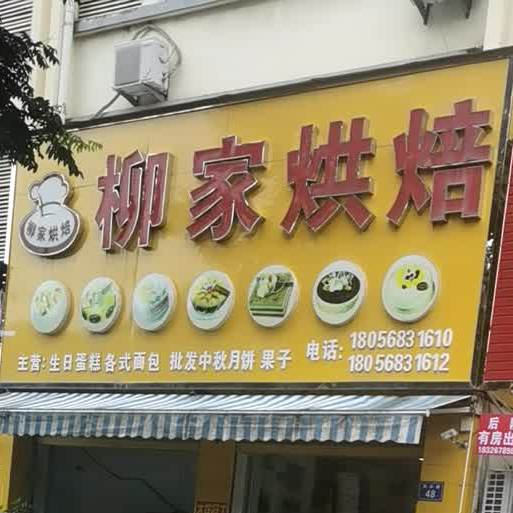 柳家烘焙
柳家烘焙
主营:生日蛋糕 各式面包 批发中秋月饼 果子
电话: 18056831610
18056831612
有房出
48